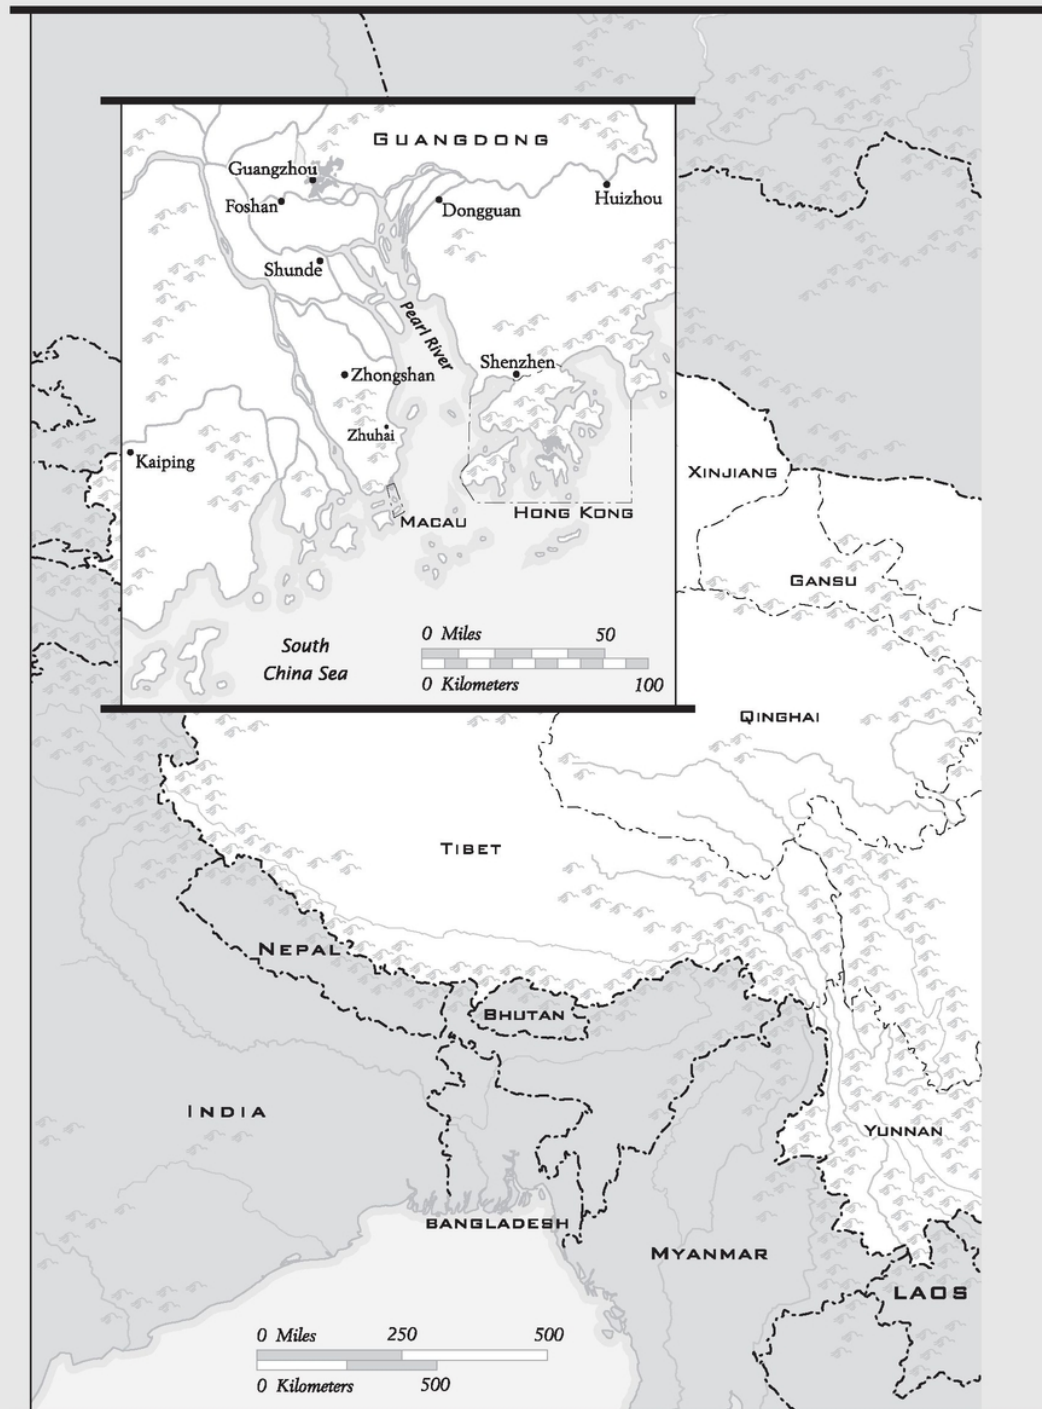 GUANGDONG
Guangzhou
Foshan
Dongguan
Huizhou
Shunde
Pearl River
Shenzhen
Zhongshan
Zhuhai
Kaiping
MACAU
HONG KONG
South
China Sea
0 Miles 50
0 Kilometers 100
XINJIANG
GANSU
QINGHAI
TIBET
NEPAL
BHUTAN
INDIA
YUNNAN
BANGLADESH
MYANMAR
LAOS
0 Miles 250 500
0 Kilometers 500